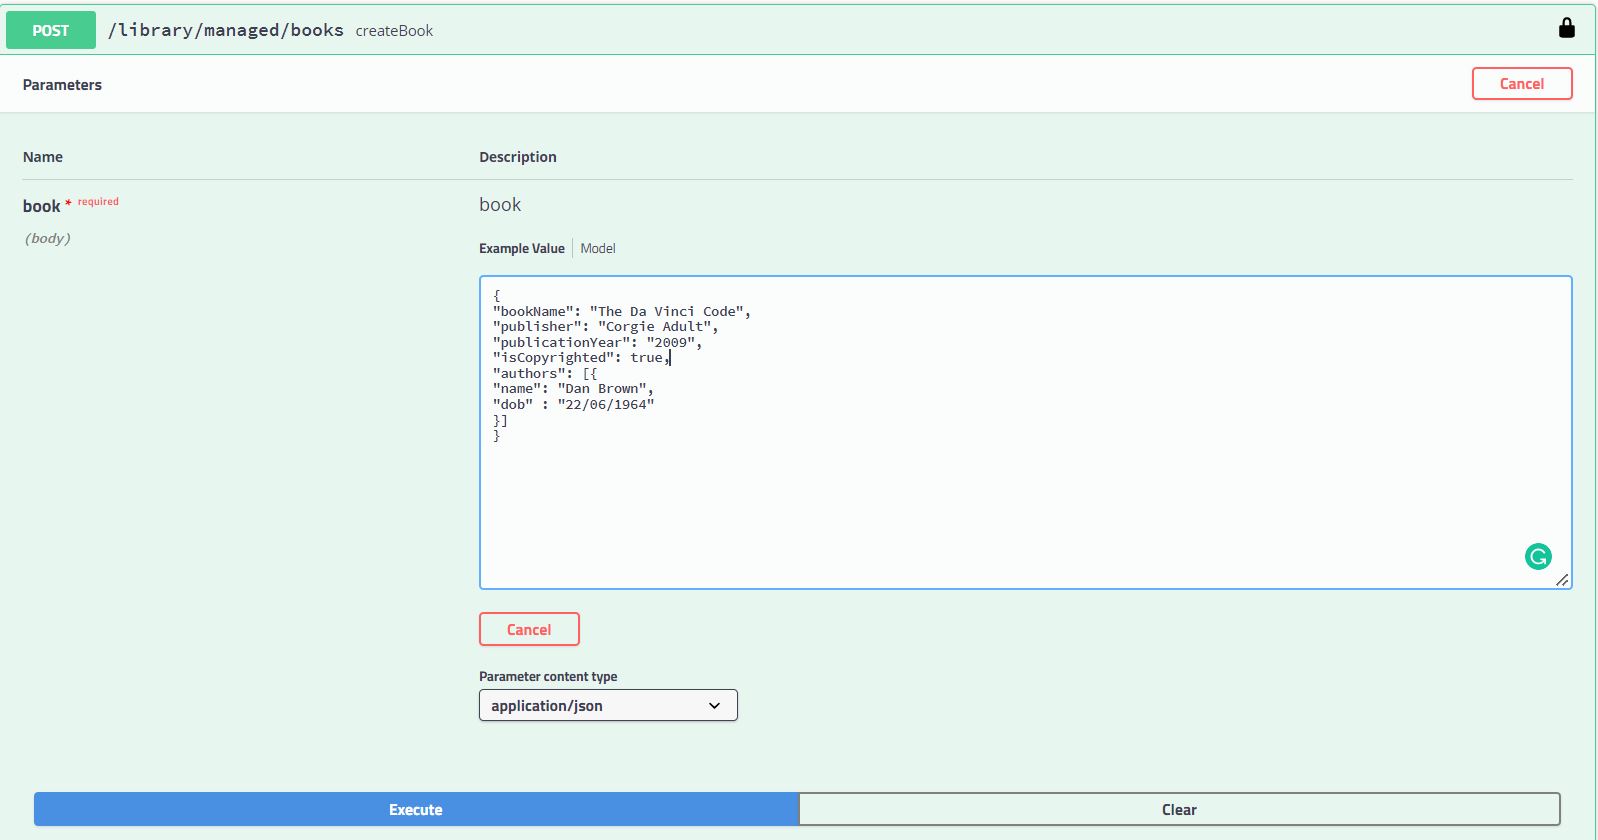 POST /library/managed/books createBook
Parameters
Cancel
Name Description
book * required
book
(body)
Example Value Model
{
"bookName": "The Da Vinci Code",
"publisher": "Corgie Adult",
"publicationYear": "2009",
"isCopyrighted": true,
"authors": [{
"name": "Dan Brown",
"dob" : "22/06/1964"
}]
}
Cancel
Parameter content type
application/json
Execute Clear